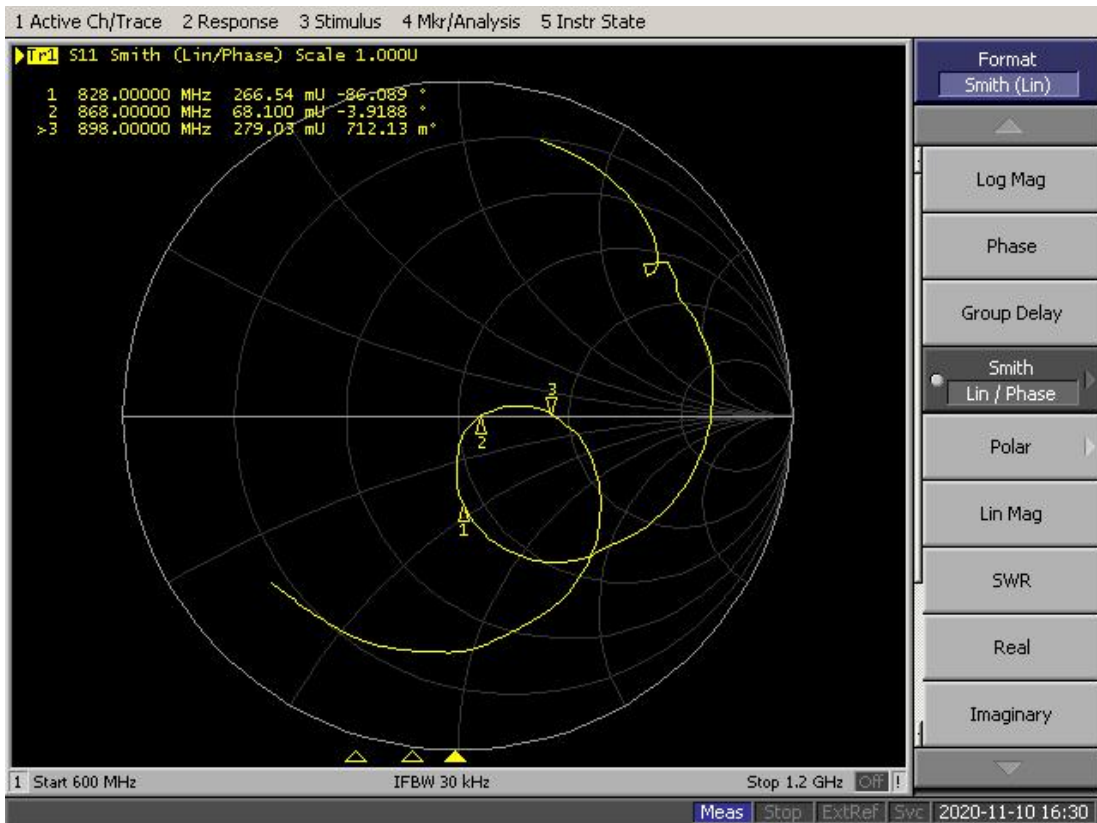 1 Active Ch/Trace 2 Response 3 Stimulus 4 Mkr/Analysis 5 Instr State
Tr1 S11 Smith (Lin/Phase) Scale 1.000U
1 828.00000 MHz 266.54 mU -86.089 °
2 868.00000 MHz 68.100 mU -3.9186 °
>3 898.00000 MHz 279.03 mU 712.13 m°
3
2
1
Format
Smith (Lin)
Log Mag
Phase
Group Delay
Smith
Lin / Phase
Polar
Lin Mag
SWR
Real
Imaginary
1 Start 600 MHz IFBW 30 kHz Stop 1.2 GHz Off !
Meas Stop ExtRef Svc 2020-11-10 16:30